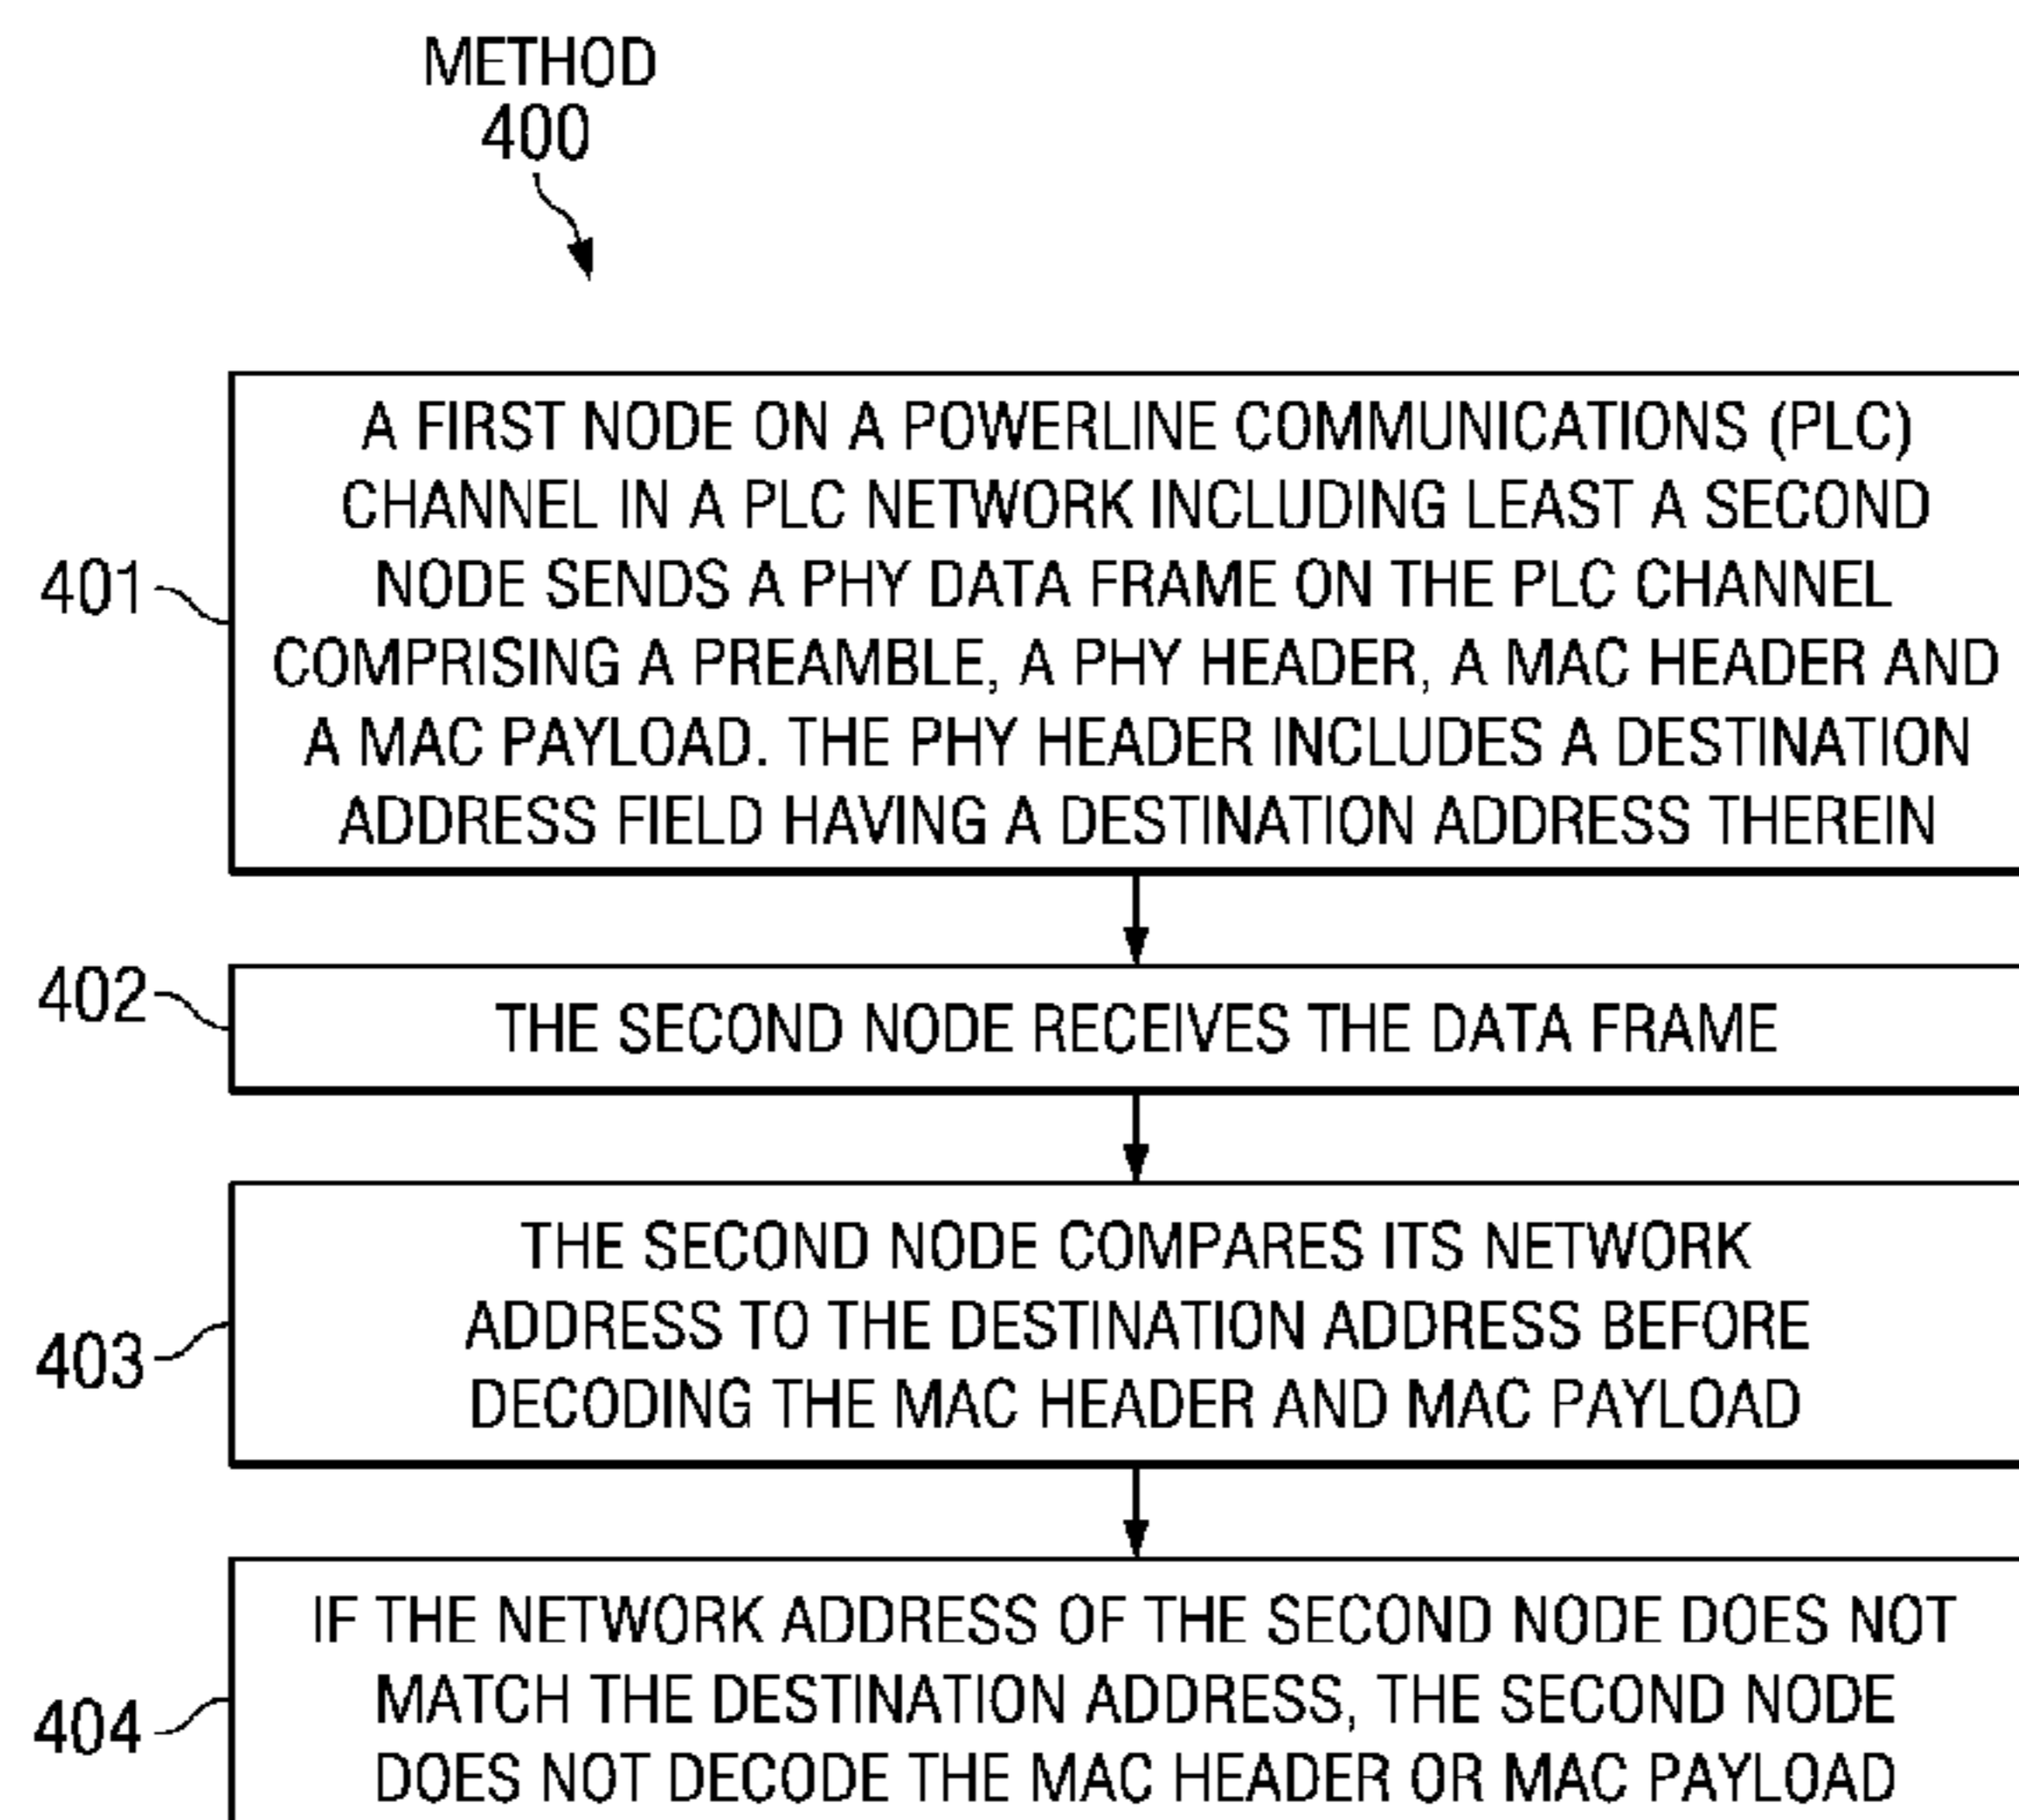 METHOD
400
401
A FIRST NODE ON A POWERLINE COMMUNICATIONS (PLC)
CHANNEL IN A PLC NETWORK INCLUDING LEAST A SECOND
NODE SENDS A PHY DATA FRAME ON THE PLC CHANNEL
COMPRISING A PREAMBLE, A PHY HEADER, A MAC HEADER AND
A MAC PAYLOAD. THE PHY HEADER INCLUDES A DESTINATION
ADDRESS FIELD HAVING A DESTINATION ADDRESS THEREIN
402
THE SECOND NODE RECEIVES THE DATA FRAME
403
THE SECOND NODE COMPARES ITS NETWORK
ADDRESS TO THE DESTINATION ADDRESS BEFORE
DECODING THE MAC HEADER AND MAC PAYLOAD
404
IF THE NETWORK ADDRESS OF THE SECOND NODE DOES NOT
MATCH THE DESTINATION ADDRESS, THE SECOND NODE
DOES NOT DECODE THE MAC HEADER OR MAC PAYLOAD